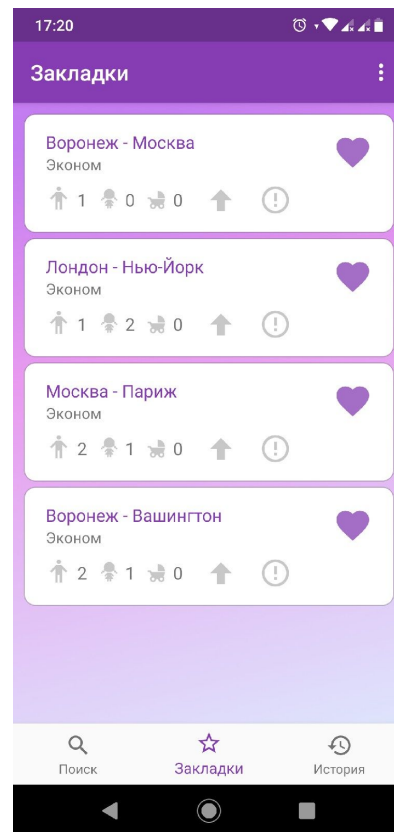 17:20
Закладки
Воронеж - Москва
Эконом
1 0 0
Лондон - Нью-Йорк
Эконом
1 2 0
Москва - Париж
Эконом
2 1 0
Воронеж - Вашингтон
Эконом
2 1 0
Поиск Закладки История